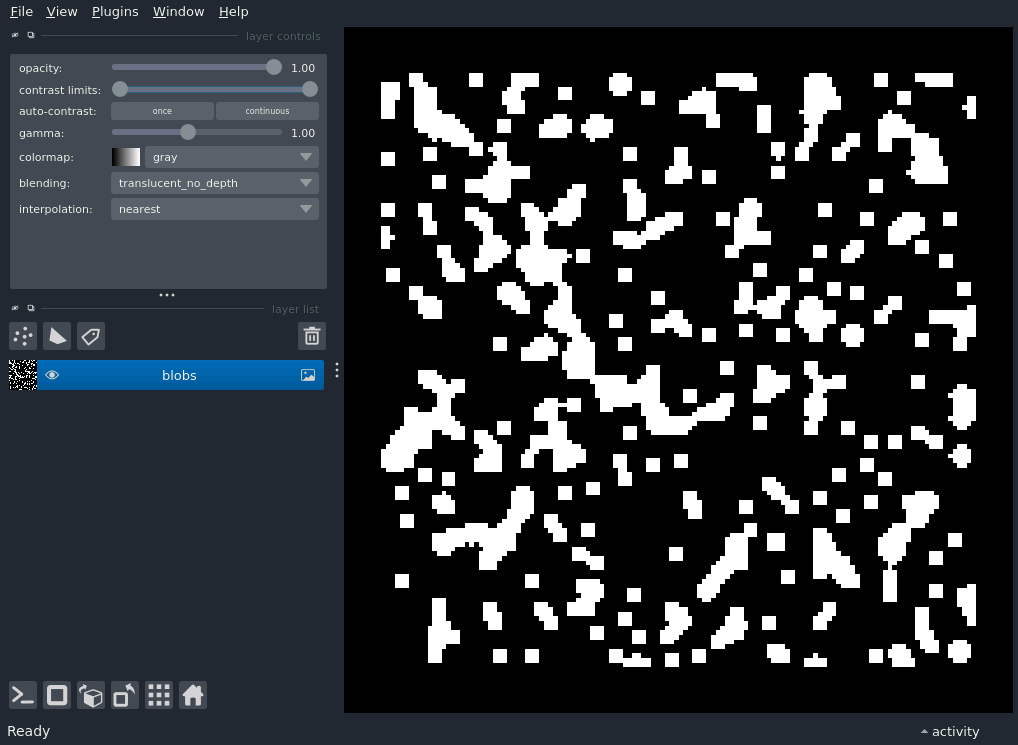 File View Plugins Window Help
layer controls
opacity: 1.00
contrast limits:
auto-contrast: once continuous
gamma: 1.00
colormap: gray
blending: translucent_no_depth
interpolation: nearest
layer list
blobs
Ready
activity